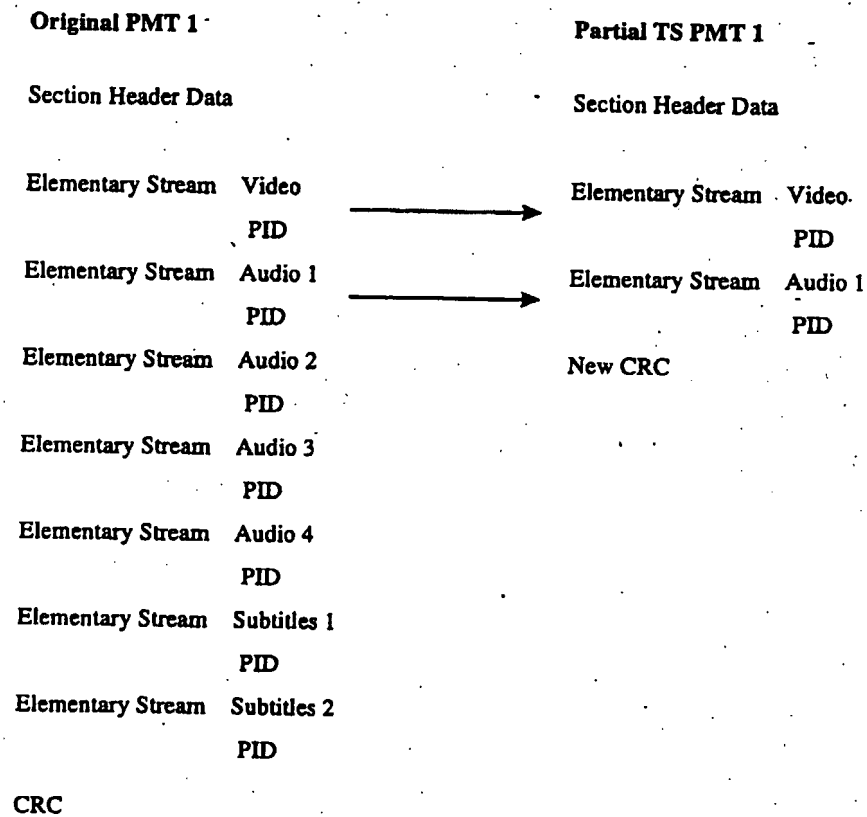 Original PMT 1
Section Header Data
Elementary Stream Video
PID
Elementary Stream Audio 1
PID
Elementary Stream Audio 2
PID
Elementary Stream Audio 3
PID
Elementary Stream Audio 4
PID
Elementary Stream Subtitles 1
PID
Elementary Stream Subtitles 2
PID
CRC
Partial TS PMT 1
Section Header Data
Elementary Stream Video
PID
Elementary Stream Audio 1
PID
New CRC